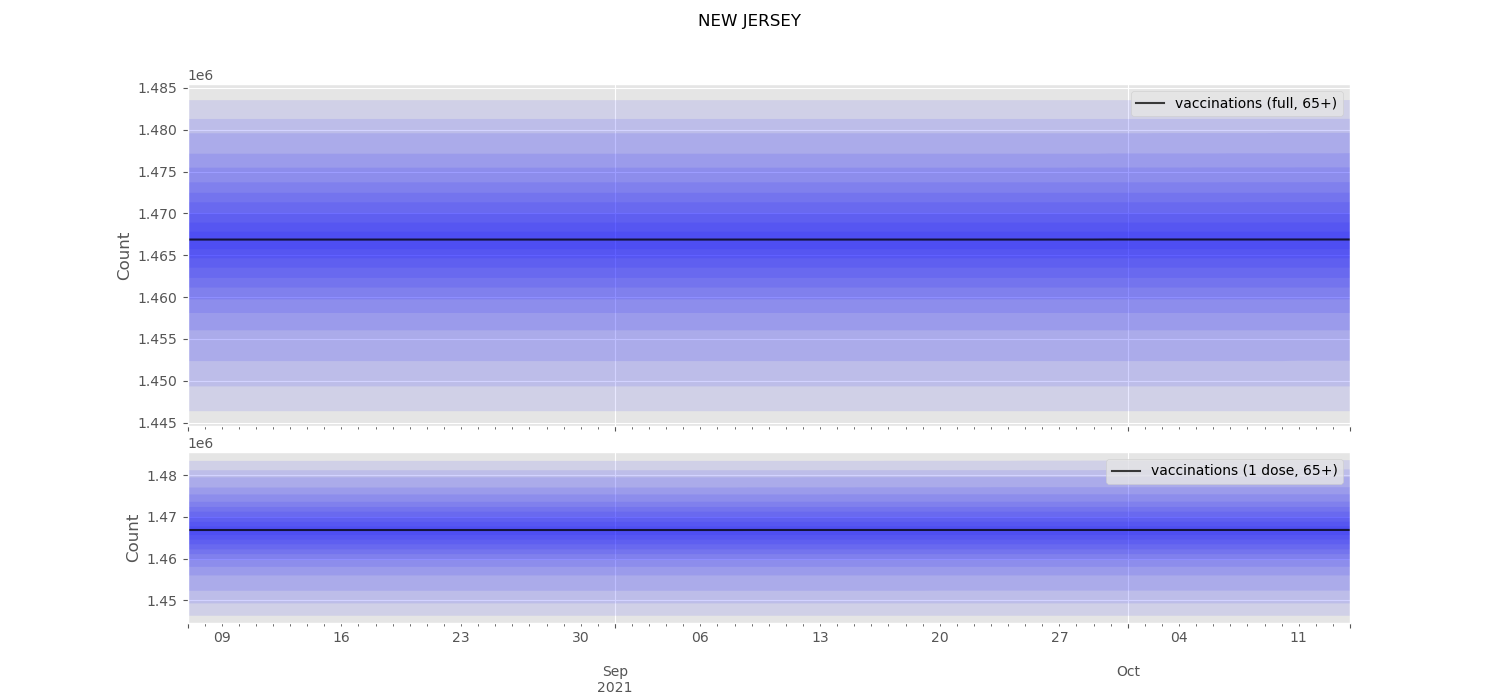 NEW JERSEY
1e6
1.485
vaccinations (full, 65+)
1.480
1.475
1.470
1.465
1.460
1.455
1.450
1.445
Count
1e6
vaccinations (1 dose, 65+)
1.48
1.47
1.46
1.45
Count
09 16 23 30 06 13 20 27 04 11
Sep Oct
2021